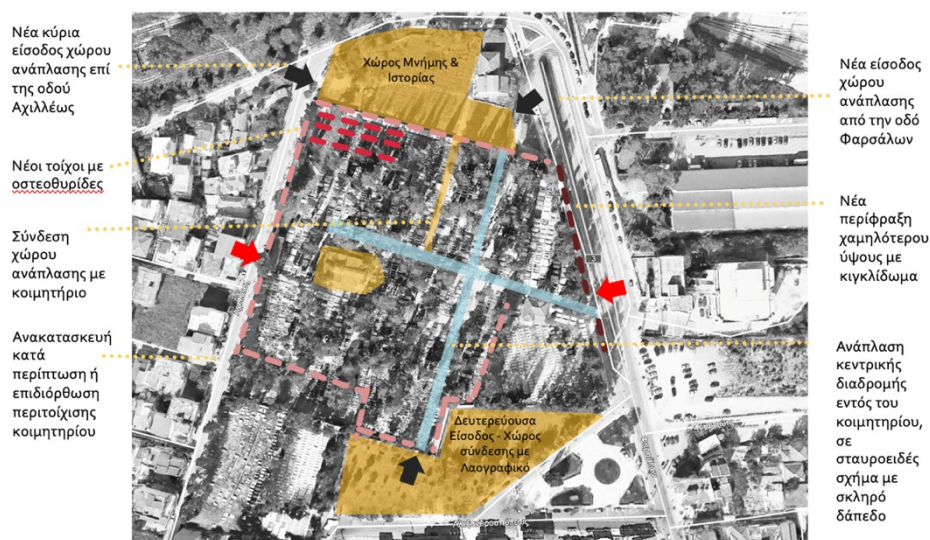 Νέα κύρια
είσοδος χώρου
ανάπλασης επί
της οδού
Αχιλλέως
Νέοι τοίχοι με
οστεοθυρίδες
Σύνδεση
χώρου
ανάπλασης με
κοιμητήριο
Ανακατασκευή
κατά
περίπτωση ή
επιδιόρθωση
περιτοίχισης
κοιμητηρίου
Χώρος Μνήμης &
Ιστορίας
Δευτερεύουσα
Είσοδος - Χώρος
σύνδεσης με
Λαογραφικό
Νέα είσοδος
χώρου
ανάπλασης
από την οδό
Φαρσάλων
Νέα
περίφραξη
χαμηλότερου
ύψους με
κιγκλίδωμα
Ανάπλαση
κεντρικής
διαδρομής
εντός του
κοιμητηρίου,
σε
σταυροειδές
σχήμα με
σκληρό
δάπεδο